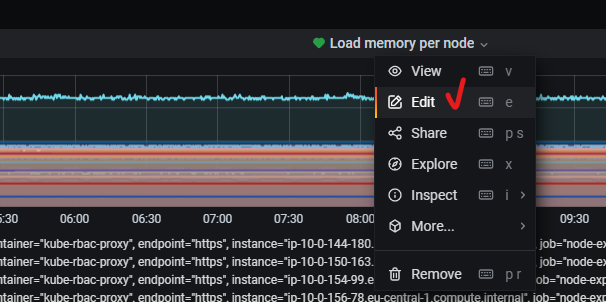 Load memory per node
View v
Edit e
Share p s
Explore x
Inspect i
More...
Remove p r
5:30 06:00 06:30 07:00 07:30 08:00 09:30
ntainer="kube-rbac-proxy", endpoint="https", instance="ip-10-0-144-180. job="node-exp
ntainer="kube-rbac-proxy", endpoint="https", instance="ip-10-0-150-163. , job="node-ex
ntainer="kube-rbac-proxy", endpoint="https", instance="ip-10-0-154-99.e job="node-expo
ntainer="kube-rbac-proxy", endpoint="https", instance="ip-10-0-156-78.eu-central-1.compute.internal", job="node-exp